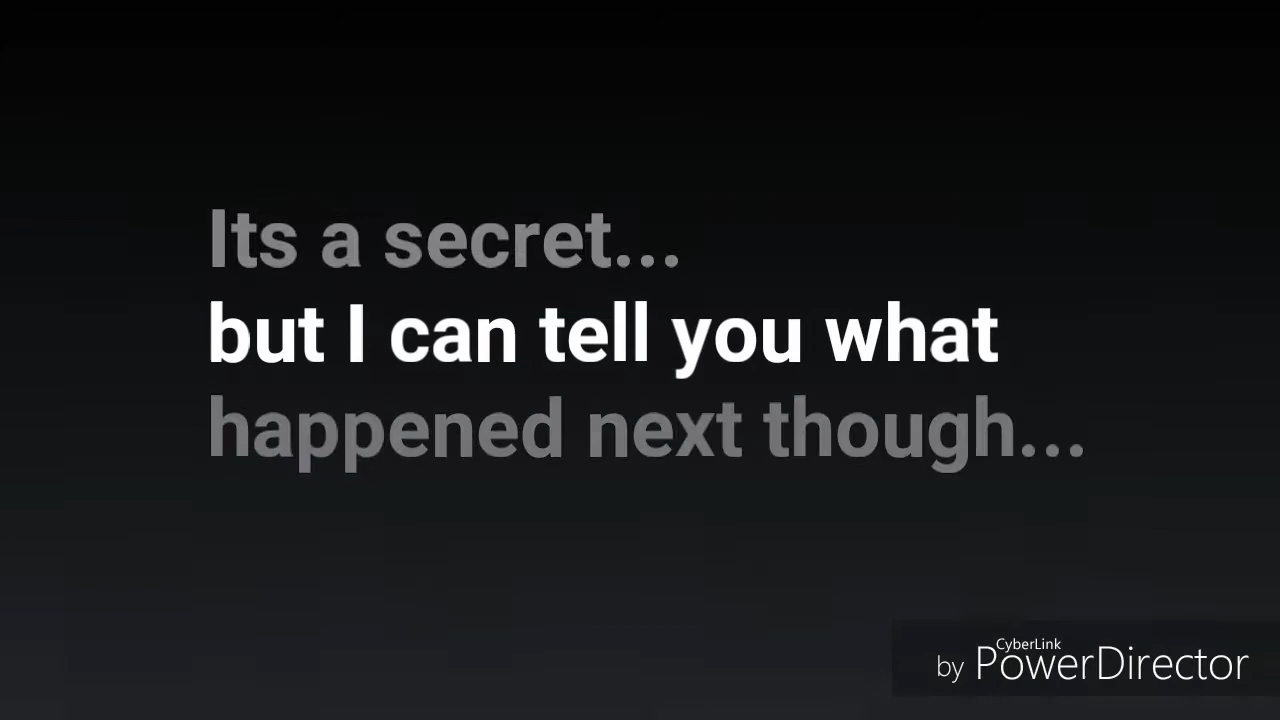 Its a secret...
but I can tell you what
happened next though...
CyberLink
by PowerDirector